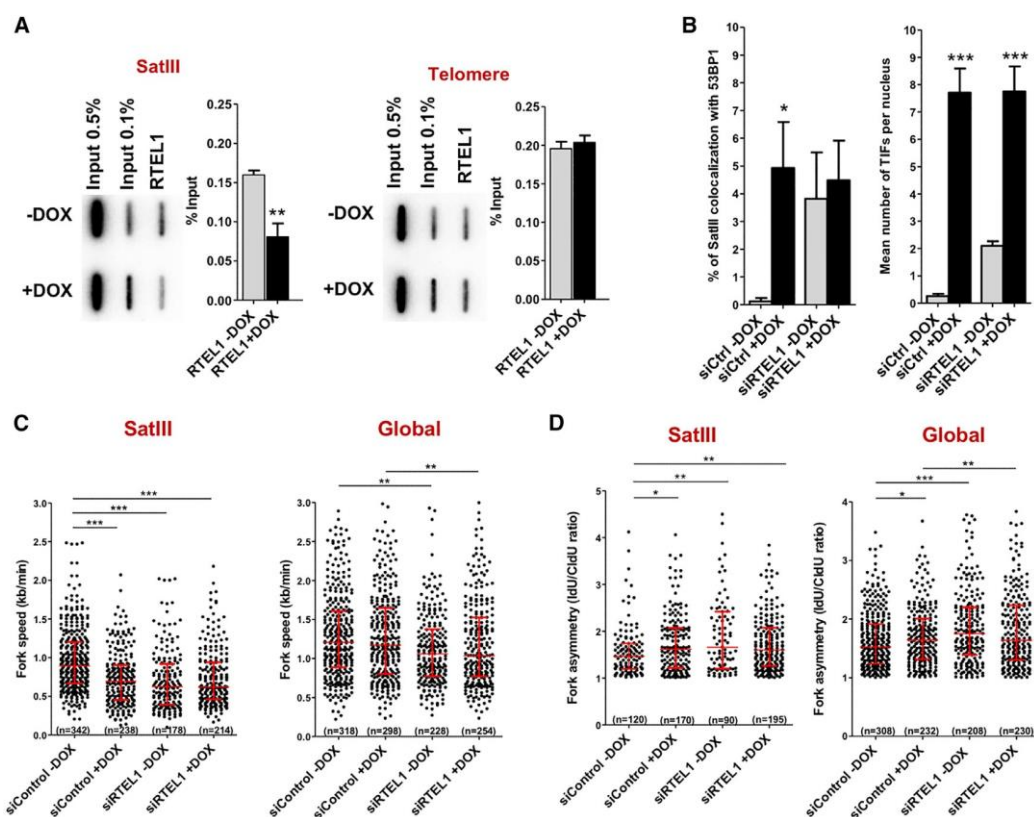 A
SatIII
Input 0.5%
Input 0.1%
RTEL1
-DOX
+DOX
% Input
0.25
0.20
0.15
0.10
0.05
0.00
**
RTEL1 -DOX
RTEL1+DOX
Telomere
Input 0.5%
Input 0.1%
RTEL1
-DOX
+DOX
% Input
0.25
0.20
0.15
0.10
0.05
0.00
RTEL1 -DOX
RTEL1 +DOX
B
% of SatIII colocalization with 53BP1
10
9
8
7
6
5
4
3
2
1
0
*
siCtrl -DOX
siCtrl +DOX
siRTEL1 -DOX
siRTEL1 +DOX
Mean number of TIFs per nucleus
10
9
8
7
6
5
4
3
2
1
0
***
***
siCtrl -DOX
siCtrl +DOX
siRTEL1 -DOX
siRTEL1 +DOX
C
SatIII
Fork speed (kb/min)
3.0
2.5
2.0
1.5
1.0
0.5
0.0
***
***
***
(n=342)
(n=238)
(n=178)
(n=214)
siControl -DOX
siControl +DOX
siRTEL1 -DOX
siRTEL1 +DOX
Global
Fork speed (kb/min)
3.0
2.5
2.0
1.5
1.0
0.5
0.0
**
**
(n=318)
(n=298)
(n=228)
(n=254)
siControl -DOX
siControl +DOX
siRTEL1 -DOX
siRTEL1 +DOX
D
SatIII
Fork asymmetry (IdU/CldU ratio)
5
4
3
2
1
0
**
**
*
(n=120)
(n=170)
(n=90)
(n=195)
siControl -DOX
siControl +DOX
siRTEL1 -DOX
siRTEL1 +DOX
Global
Fork asymmetry (IdU/CldU ratio)
4
3
2
1
0
**
***
*
(n=308)
(n=232)
(n=208)
(n=230)
siControl -DOX
siControl +DOX
siRTEL1 -DOX
siRTEL1 +DOX